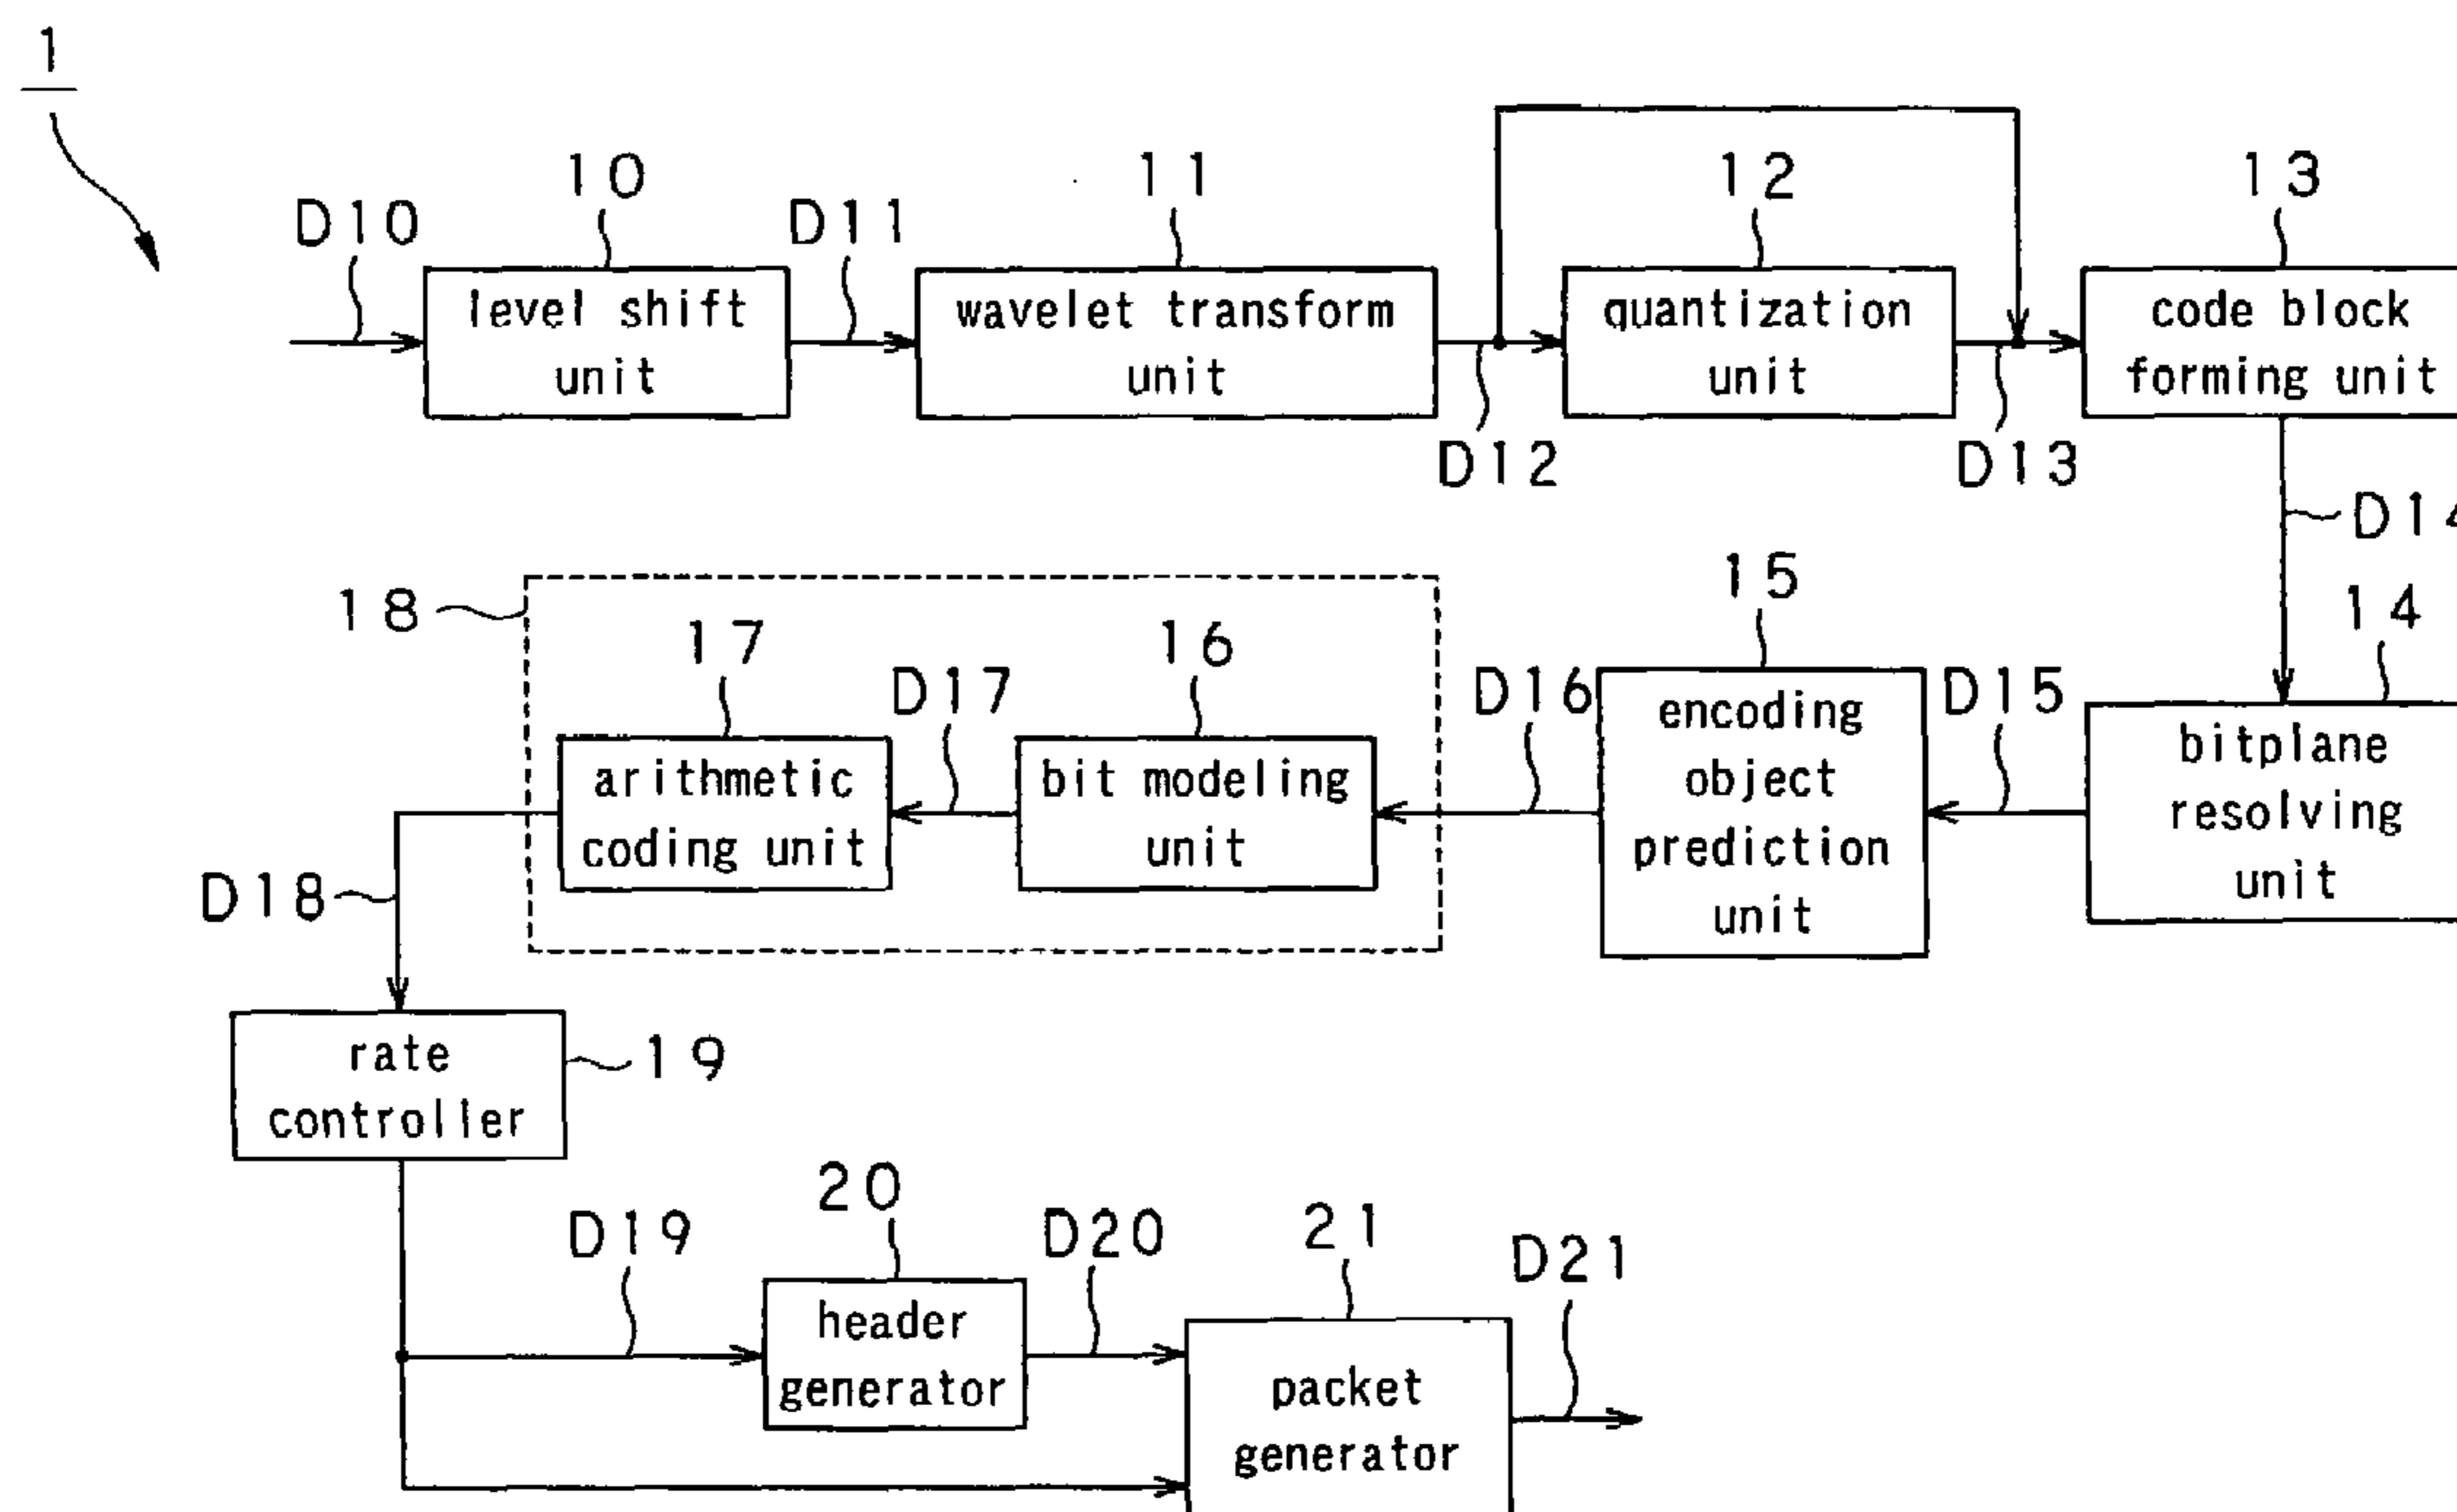 1
10
11
12
13
D10
D11
level shift
unit
wavelet transform
unit
quantization
unit
code block
forming unit
D12
D13
D14
18
17
16
15
14
D17
D16
D15
arithmetic
coding unit
bit modeling
unit
encoding
object
prediction
unit
bitplane
resolving
unit
D18
rate
controller
19
20
21
D19
D20
D21
header
generator
packet
generator